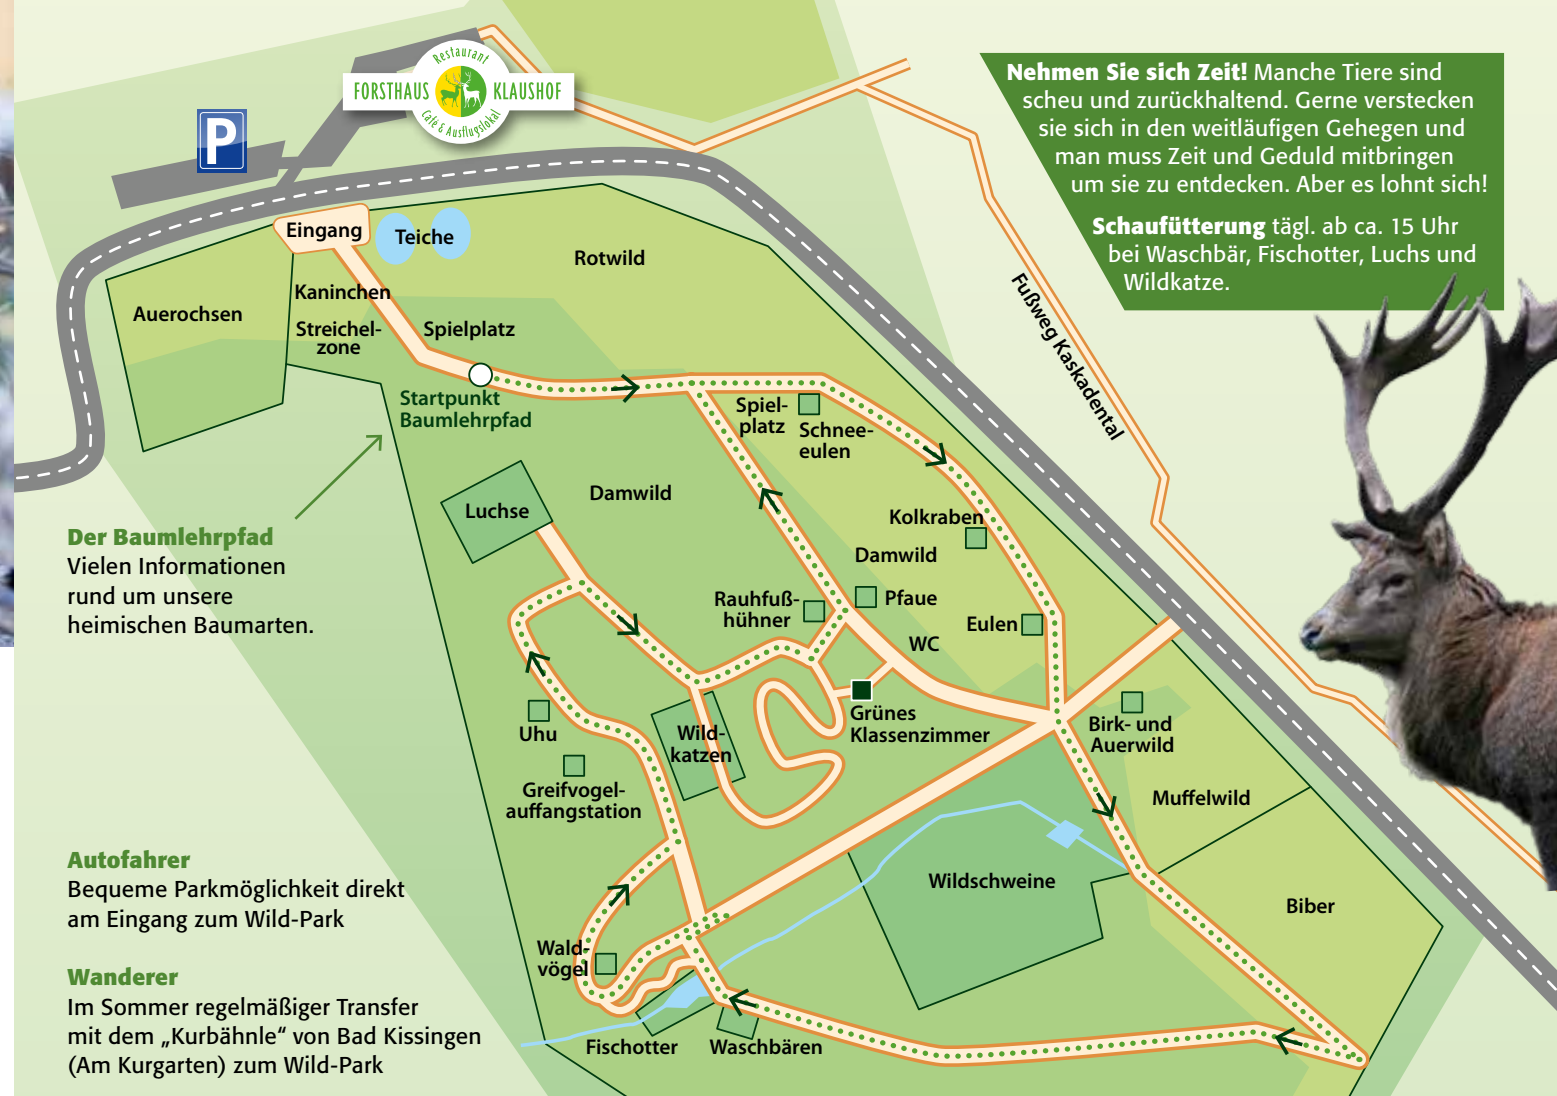 Restaurant
FORSTHAUS KLAUSHOF
Café & Ausflugslokal
P
Nehmen Sie sich Zeit! Manche Tiere sind
scheu und zurückhaltend. Gerne verstecken
sie sich in den weitläufigen Gehegen und
man muss Zeit und Geduld mitbringen
um sie zu entdecken. Aber es lohnt sich!
Schaufütterung tägl. ab ca. 15 Uhr
bei Waschbär, Fischotter, Luchs und
Wildkatze.
Eingang
Teiche
Rotwild
Kaninchen
Auerochsen
Streichel-
zone
Spielplatz
Fußweg Kaskadental
Startpunkt
Baumlehrpfad
Spiel-
platz
Schnee-
eulen
Damwild
Luchse
Kolkraben
Damwild
Der Baumlehrpfad
Vielen Informationen
rund um unsere
heimischen Baumarten.
Rauhfuß-
hühner
Pfaue
Eulen
WC
Grünes
Klassenzimmer
Birk- und
Auerwild
Uhu
Wild-
katzen
Greifvogel-
auffangstation
Muffelwild
Wildschweine
Biber
Autofahrer
Bequeme Parkmöglichkeit direkt
am Eingang zum Wild-Park
Wald-
vögel
Wanderer
Im Sommer regelmäßiger Transfer
mit dem „Kurbähnle“ von Bad Kissingen
(Am Kurgarten) zum Wild-Park
Fischotter
Waschbären